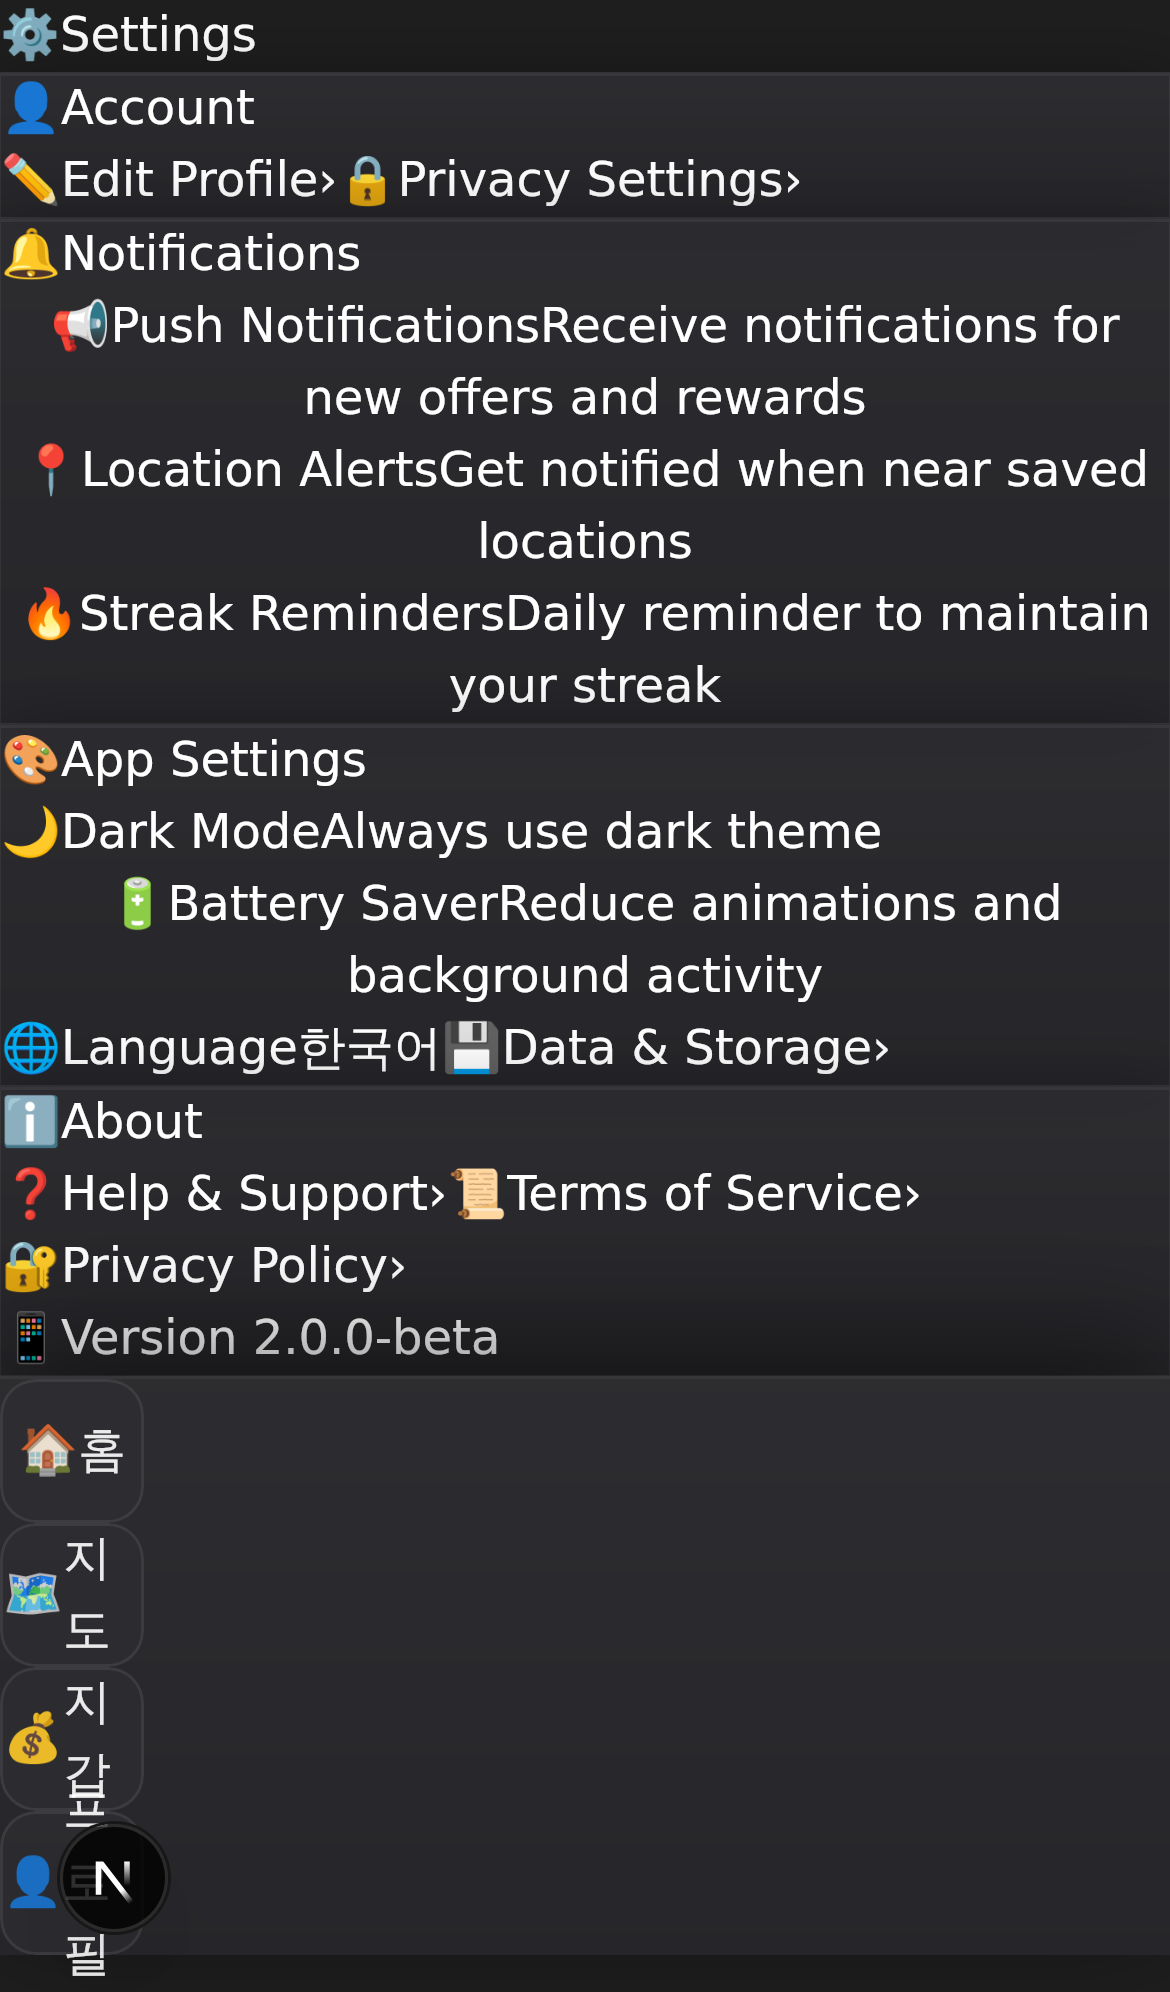 ⚙️Settings
👤Account
✏️Edit Profile›🔒Privacy Settings›
🔔Notifications
📢Push NotificationsReceive notifications for
new offers and rewards
📍Location AlertsGet notified when near saved
locations
🔥Streak RemindersDaily reminder to maintain
your streak
🎨App Settings
🌙Dark ModeAlways use dark theme
🔋Battery SaverReduce animations and
background activity
🌐Language한국어💾Data & Storage›
ℹ️About
❓Help & Support›📜Terms of Service›
🔐Privacy Policy›
📱Version 2.0.0-beta
🏠홈
🗺️지
도
💰지
갑
프
👤로
필
N